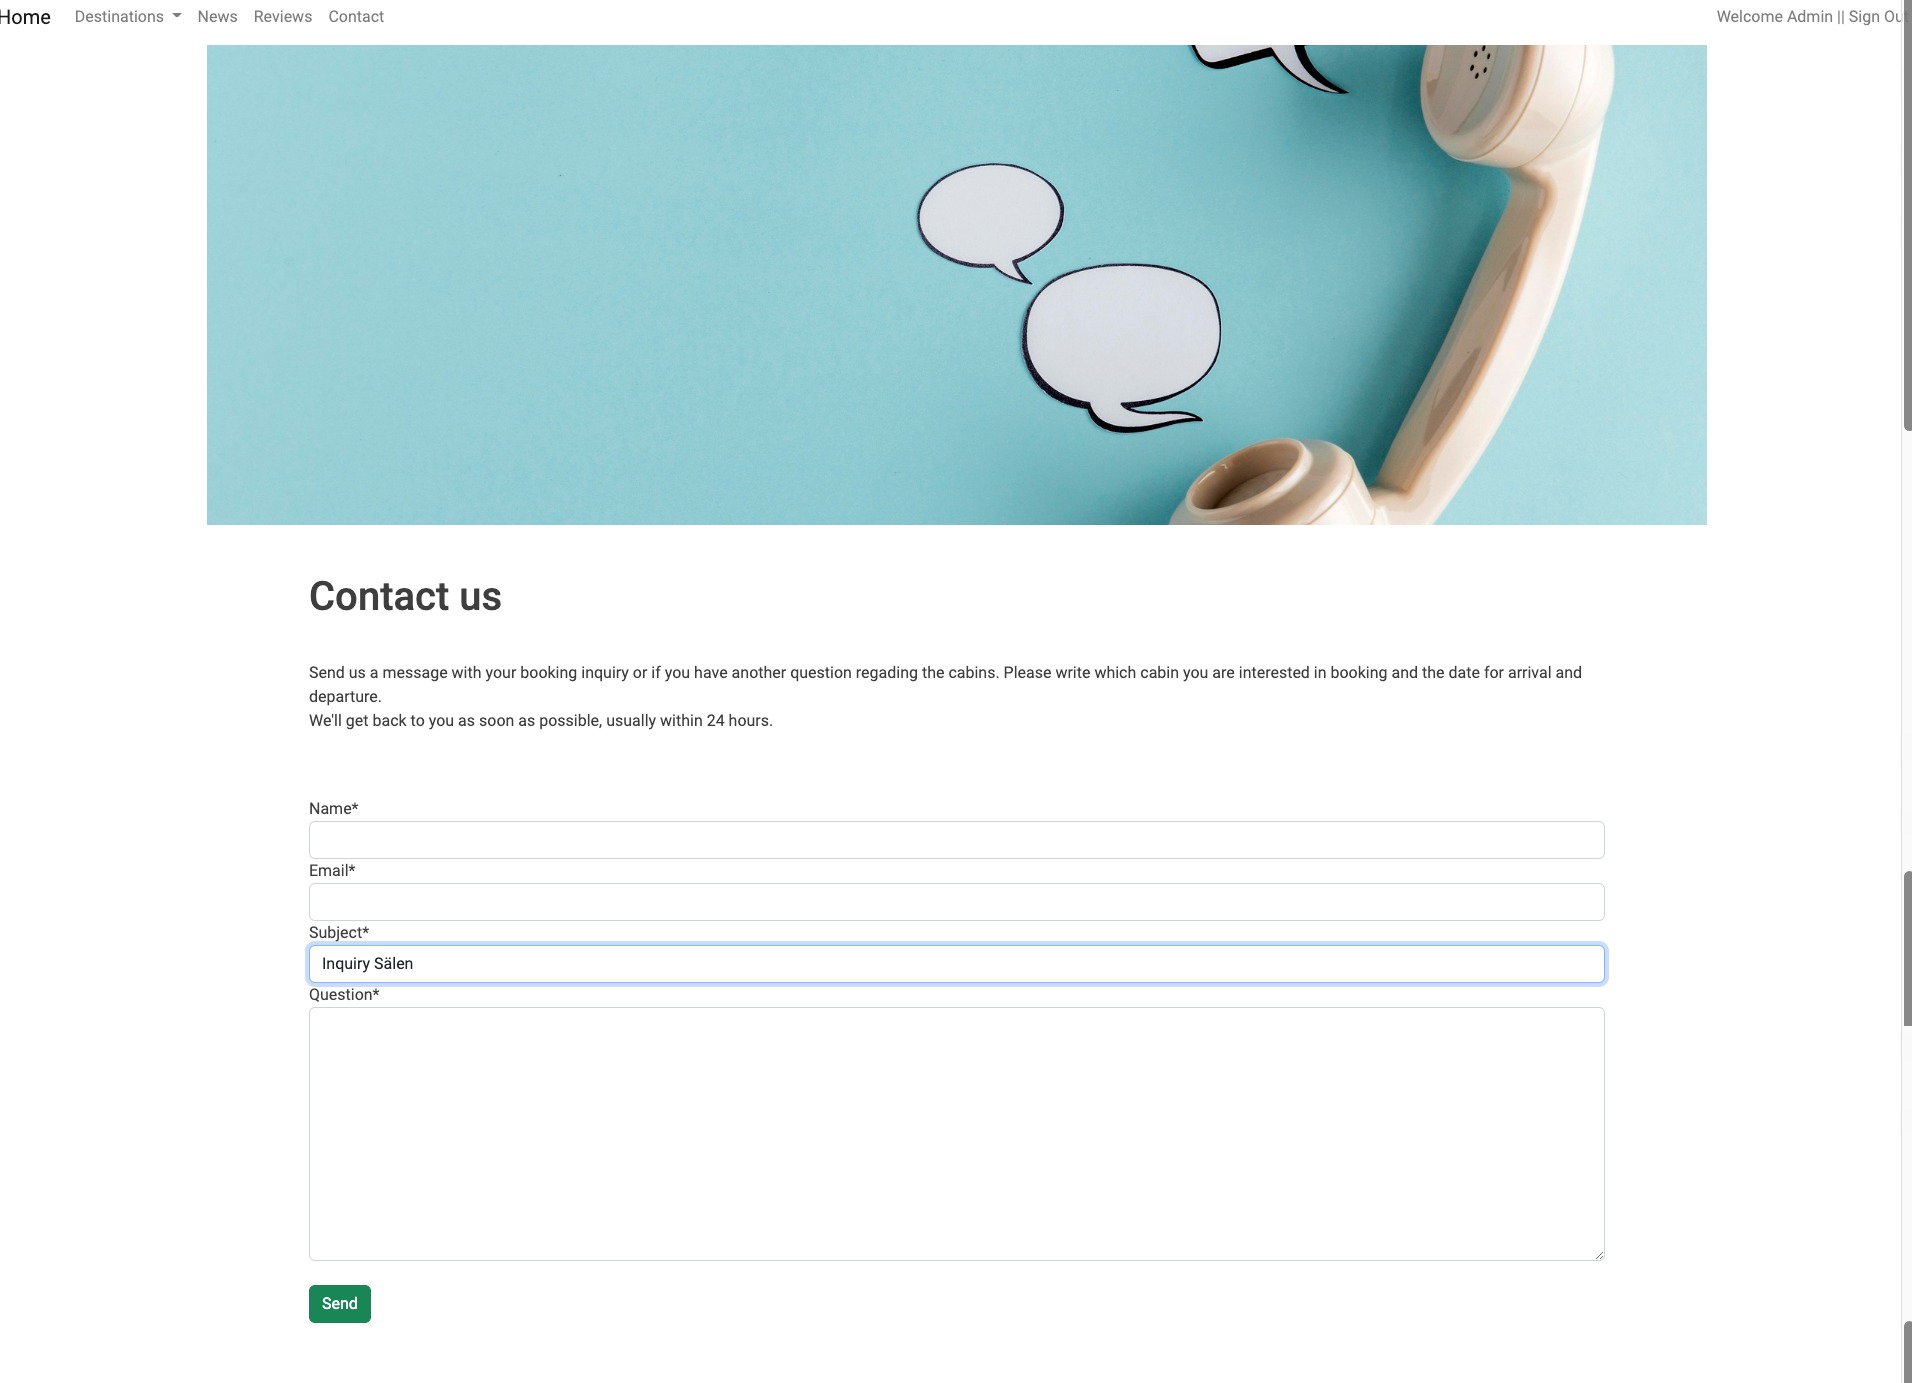 Home Destinations News Reviews Contact Welcome Admin || Sign Out
Contact us
Send us a message with your booking inquiry or if you have another question regading the cabins. Please write which cabin you are interested in booking and the date for arrival and
departure.
We'll get back to you as soon as possible, usually within 24 hours.
Name*
Email*
Subject*
Inquiry Sälen
Question*
Send